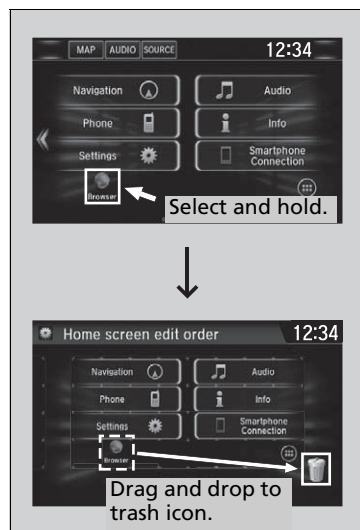 MAP AUDIO SOURCE 12:34
Navigation Audio
Phone Info
Settings Smartphone
Connection
Browser
Select and hold.
Home screen edit order 12:34
Navigation Audio
Phone Info
Settings Smartphone
Connection
Browser
Drag and drop to
trash icon.